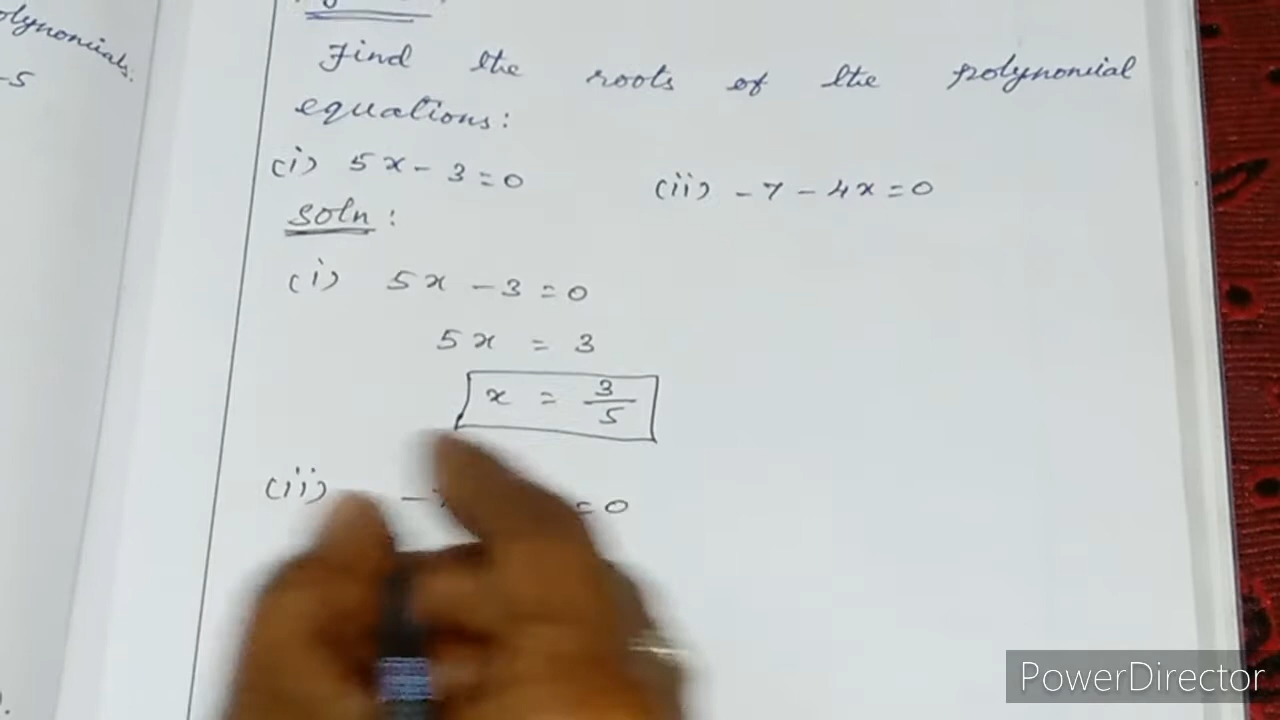 olynomials.
-5
Find the roots of the polynomial
equations:
(i) 5x - 3 = 0 (ii) - 7 - 4x = 0
Soln:
(i) 5x - 3 = 0
5x = 3
x = 3/5
(ii) - = 0
PowerDirector